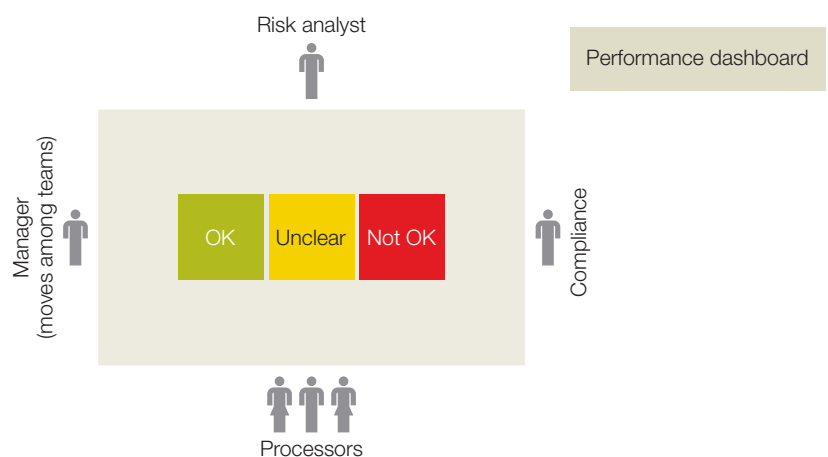 Risk analyst
Performance dashboard
Manager
(moves among teams)
OK
Unclear
Not OK
Compliance
Processors